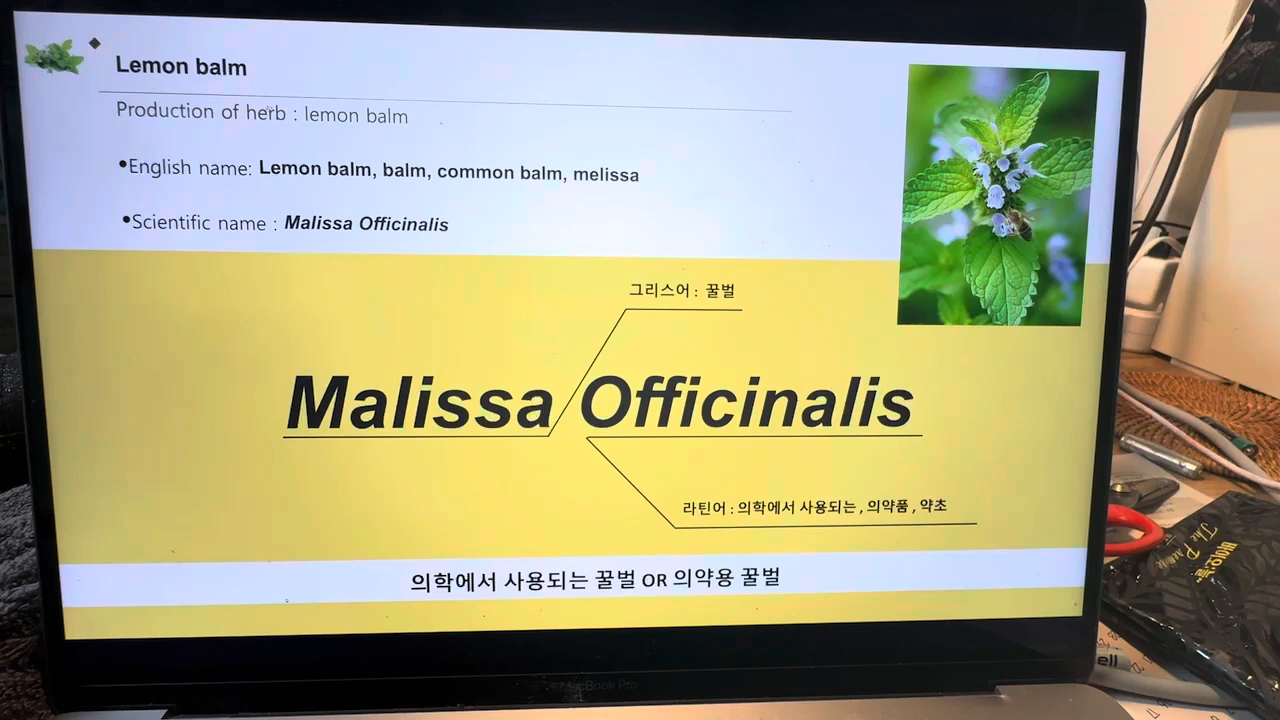 Lemon balm
Production of herb : lemon balm
•English name: Lemon balm, balm, common balm, melissa
•Scientific name : Malissa Officinalis
그리스어 : 꿀벌
Malissa Officinalis
라틴어 : 의학에서 사용되는 , 의약품 , 약초
의학에서 사용되는 꿀벌 OR 의약용 꿀벌
MacBook Pro
ell